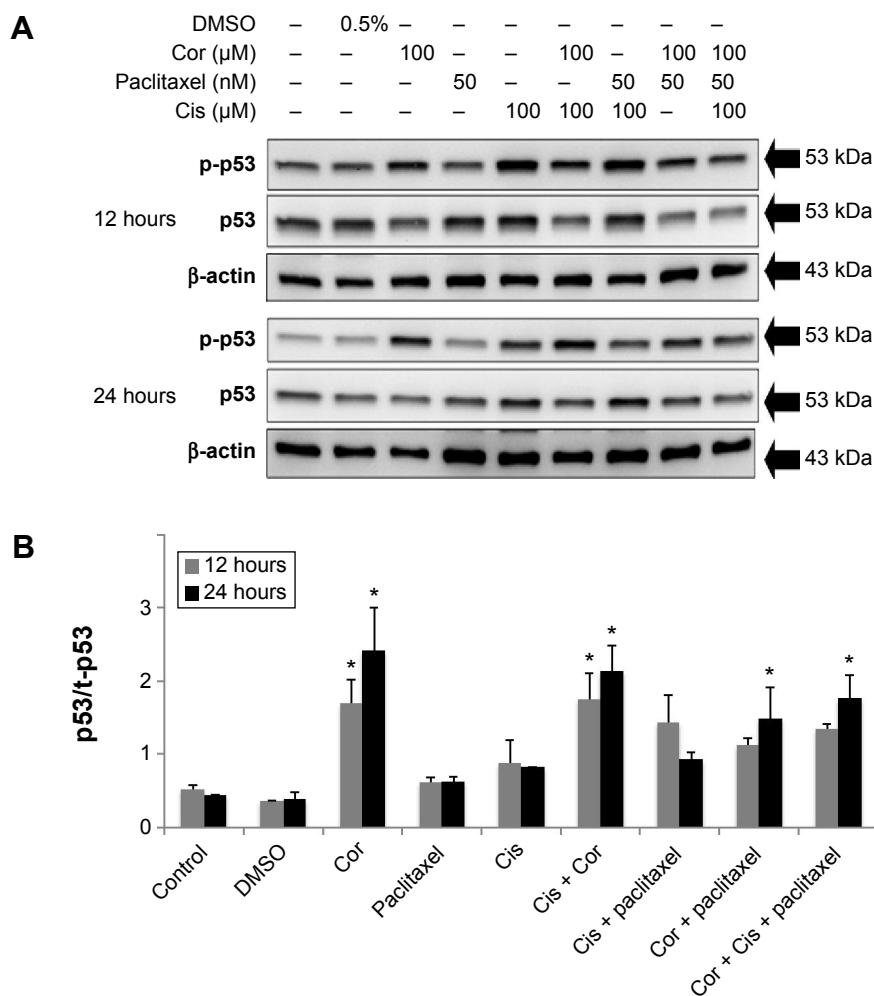 A
DMSO – 0.5% – – – – – – –
Cor (µM) – – 100 – – 100 – 100 100
Paclitaxel (nM) – – – 50 – – 50 50 50
Cis (µM) – – – – 100 100 100 – 100
p-p53 53 kDa
12 hours p53 53 kDa
β-actin 43 kDa
p-p53 53 kDa
24 hours p53 53 kDa
β-actin 43 kDa
B
12 hours
24 hours
p53/t-p53
3
2
1
0
* * * * * *
Control
DMSO
Cor
Paclitaxel
Cis
Cis + Cor
Cis + paclitaxel
Cor + paclitaxel
Cor + Cis + paclitaxel